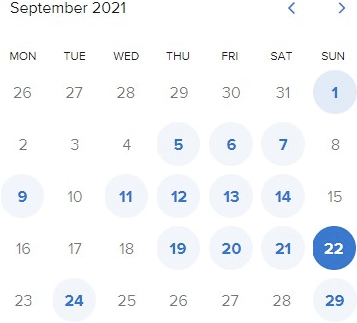 September 2021
MON TUE WED THU FRI SAT SUN
26 27 28 29 30 31 1
2 3 4 5 6 7 8
9 10 11 12 13 14 15
16 17 18 19 20 21 22
23 24 25 26 27 28 29